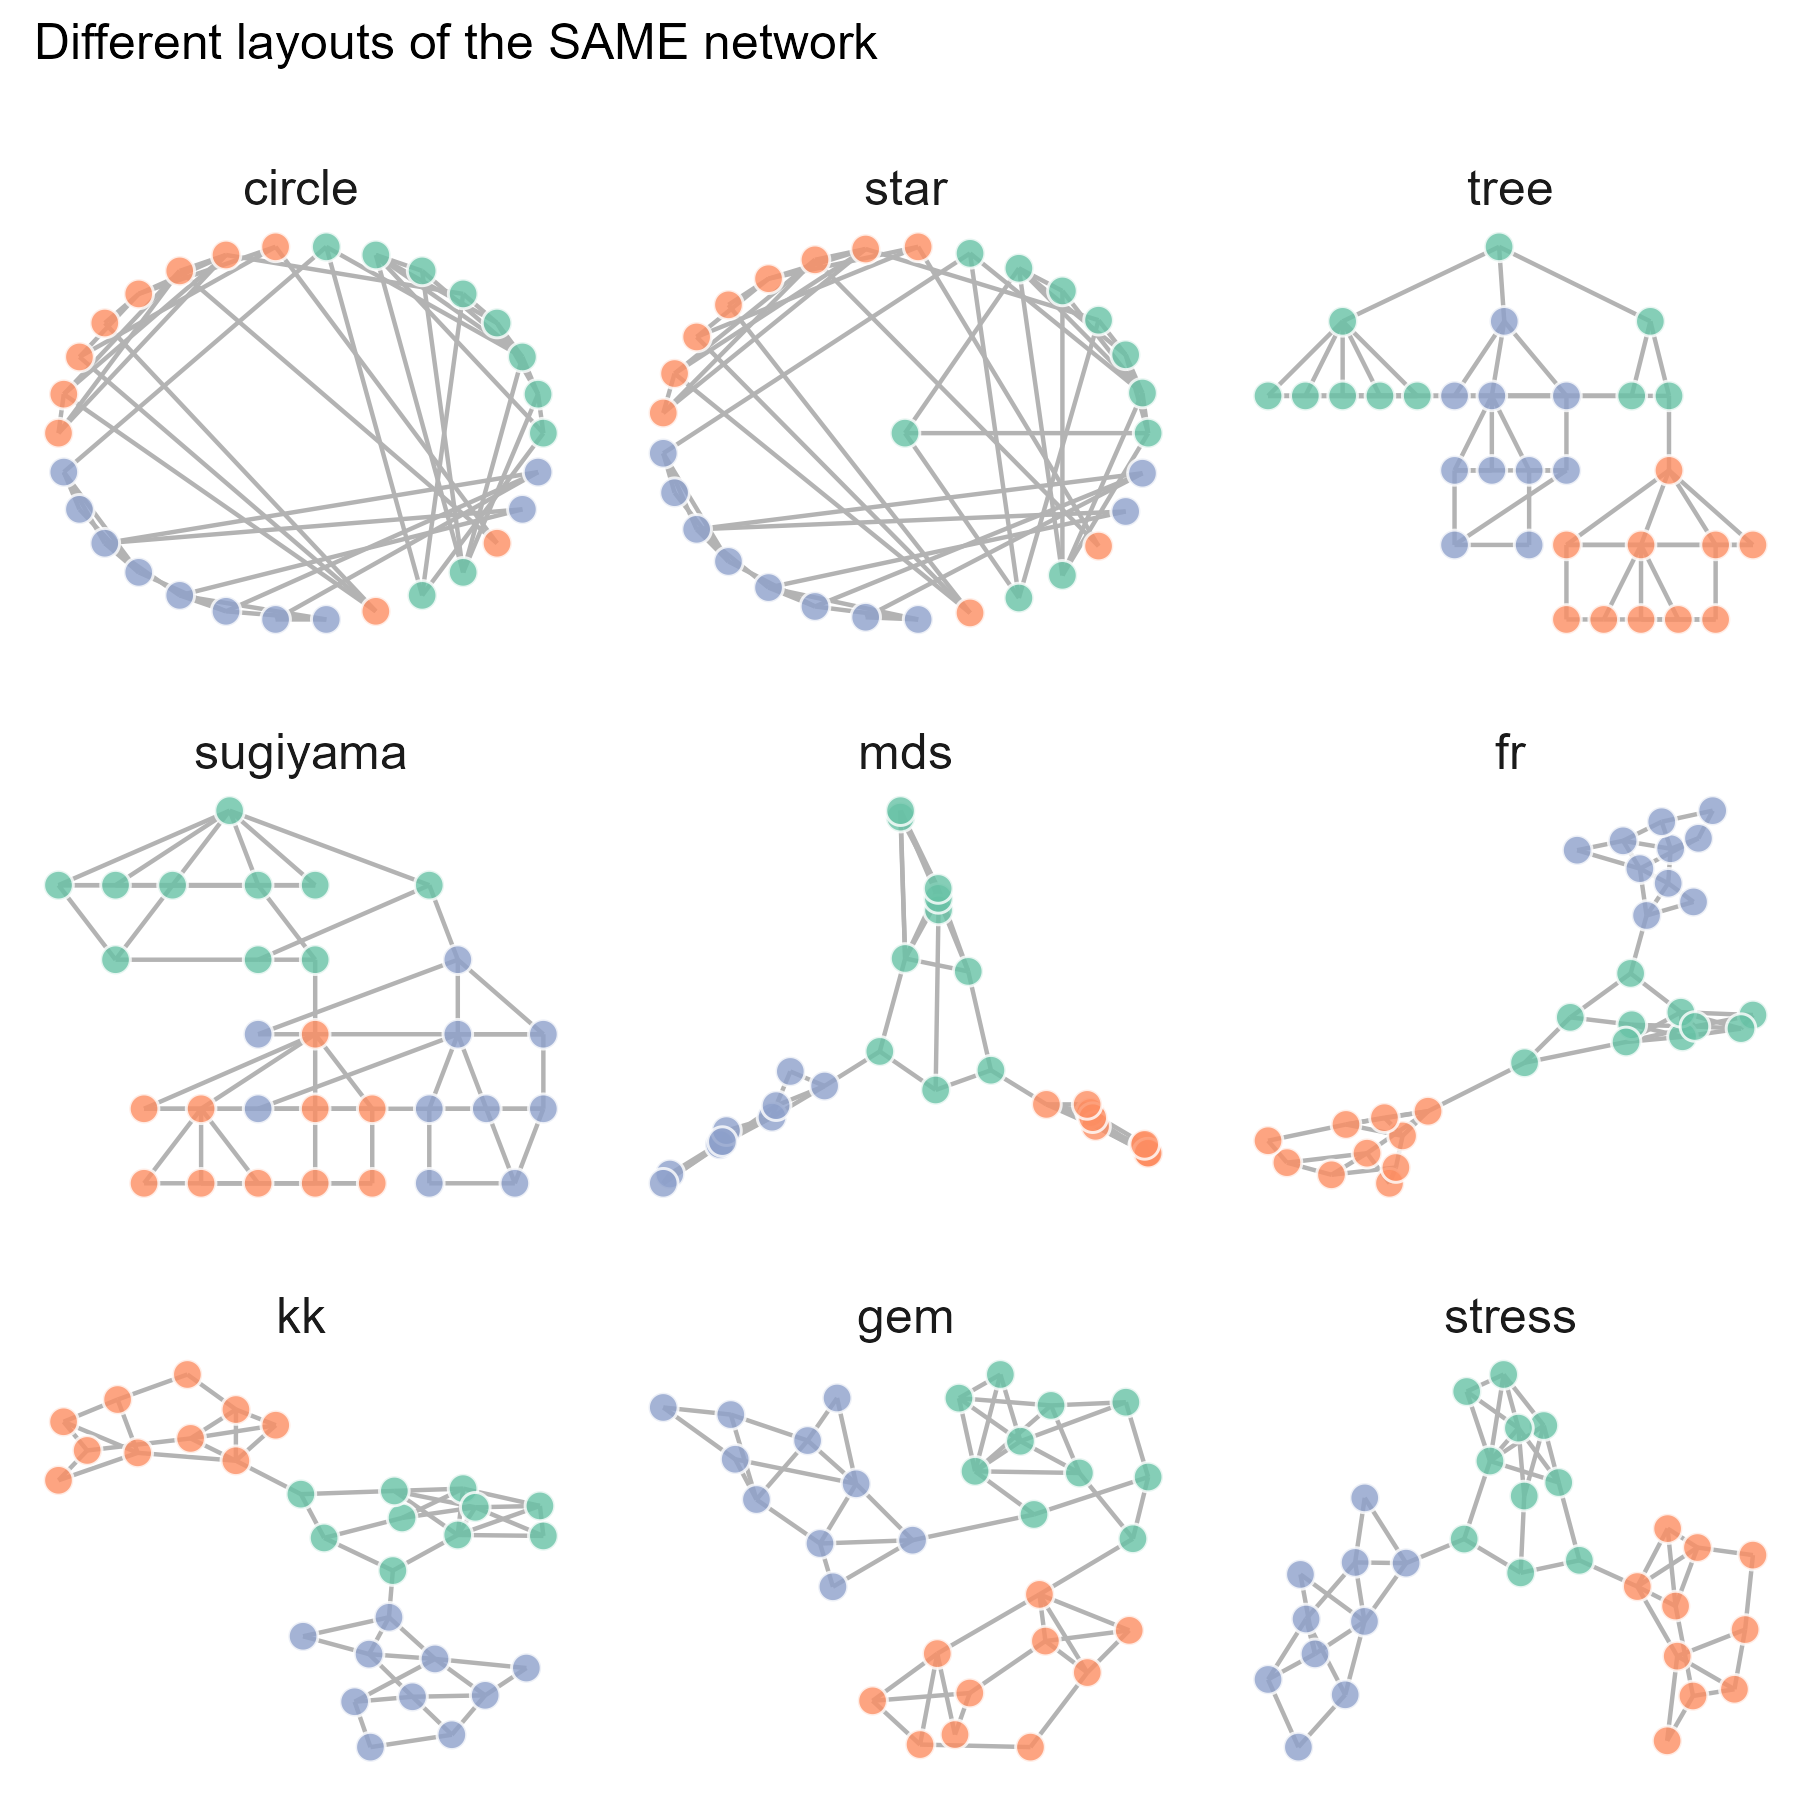 Different layouts of the SAME network
circle
star
tree
sugiyama
mds
fr
kk
gem
stress